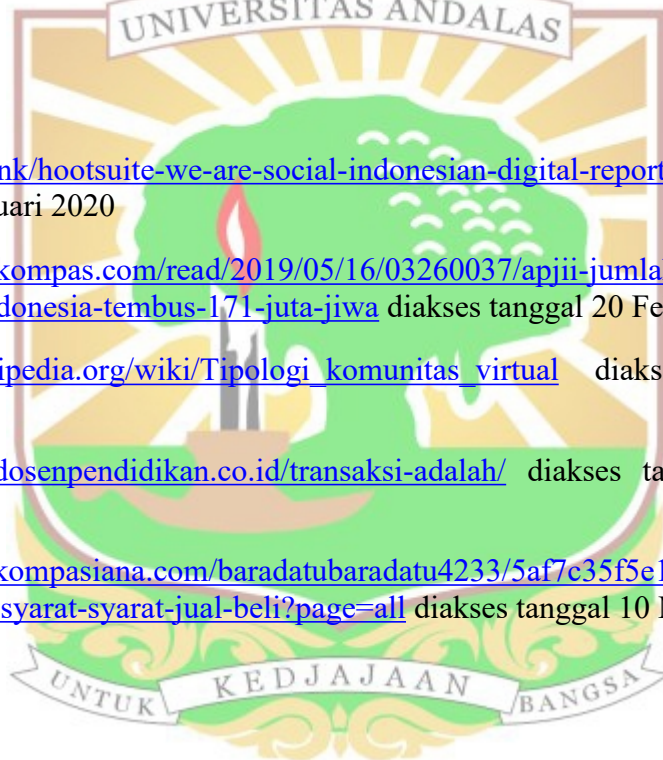 UNIVERSITAS ANDALAS
nk/hootsuite-we-are-social-indonesian-digital-report
uari 2020
kompas.com/read/2019/05/16/03260037/apjii-jumla
donesia-tembus-171-juta-jiwa diakses tanggal 20 Fe
ipedia.org/wiki/Tipologi_komunitas_virtual diaks
dosenpendidikan.co.id/transaksi-adalah/ diakses ta
kompasiana.com/baradatubaradatu4233/5af7c35f5e1
syarat-syarat-jual-beli?page=all diakses tanggal 10
UNTUK KEDJAJAAN BANGSA